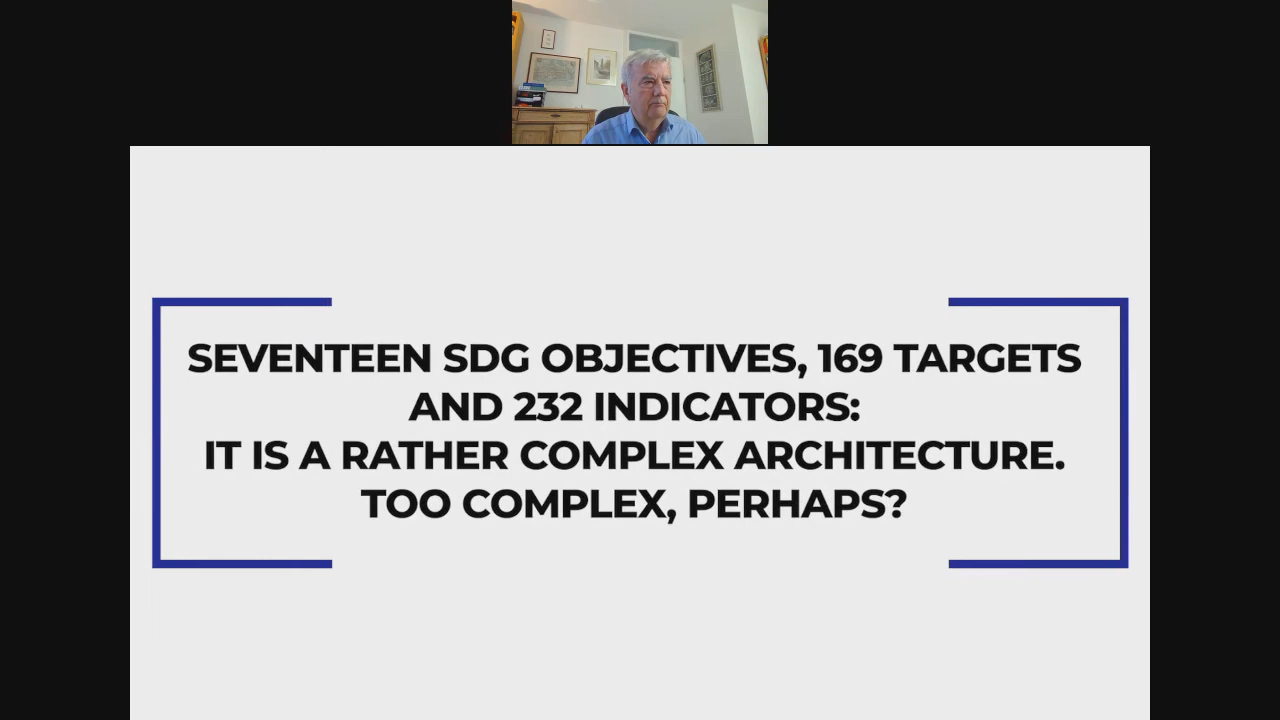 SEVENTEEN SDG OBJECTIVES, 169 TARGETS
AND 232 INDICATORS:
IT IS A RATHER COMPLEX ARCHITECTURE.
TOO COMPLEX, PERHAPS?